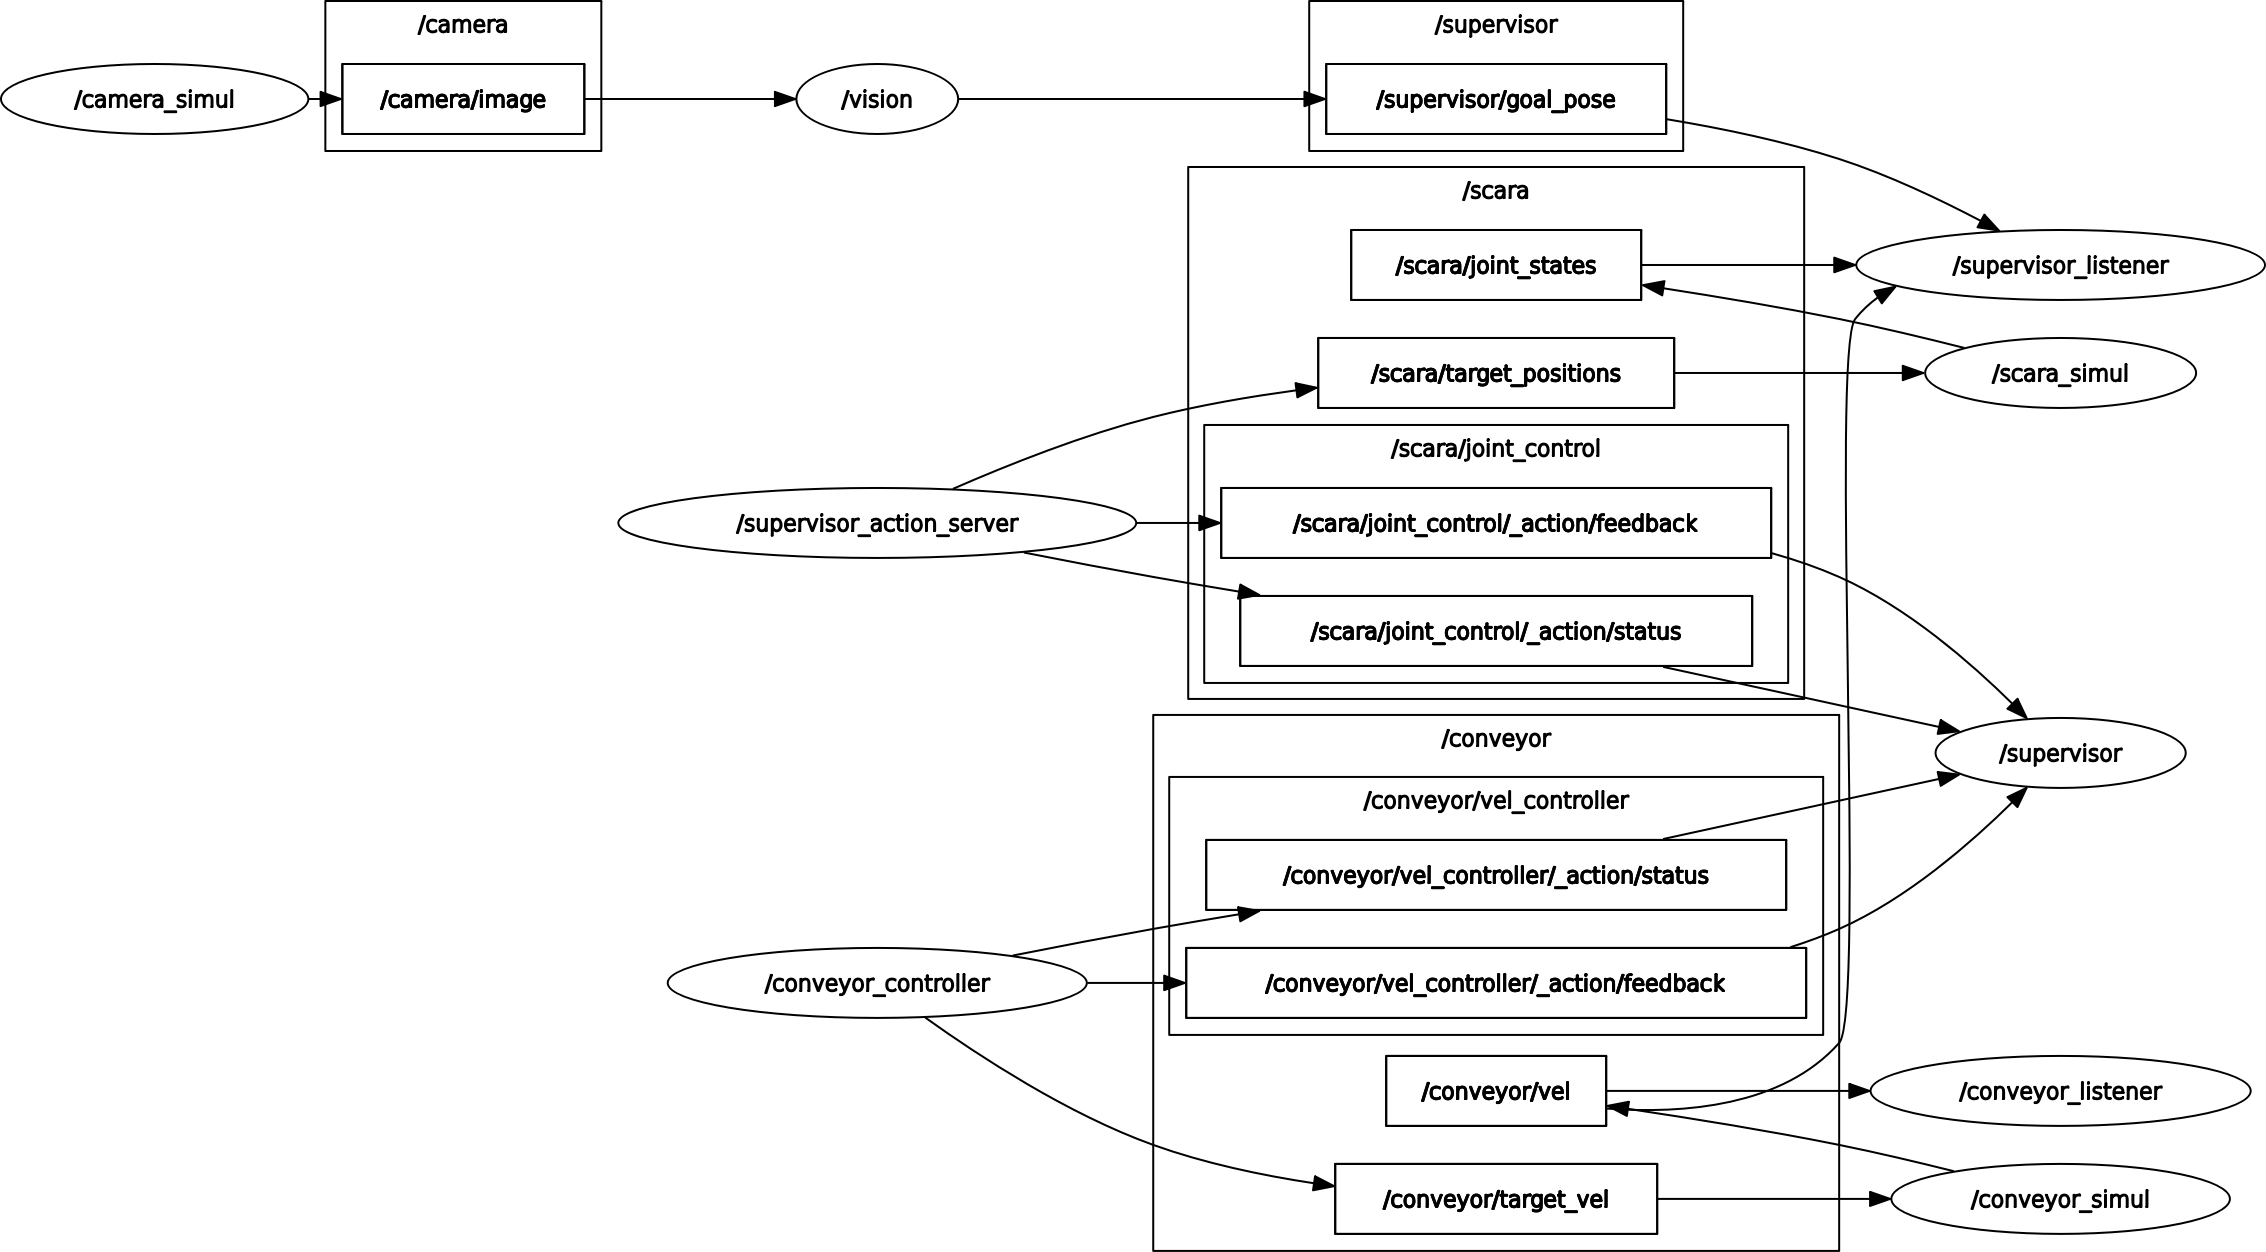 /camera
/supervisor
/camera_simul
/camera/image
/vision
/supervisor/goal_pose
/scara
/scara/joint_states
/supervisor_listener
/scara/target_positions
/scara_simul
/scara/joint_control
/supervisor_action_server
/scara/joint_control/_action/feedback
/scara/joint_control/_action/status
/conveyor
/supervisor
/conveyor/vel_controller
/conveyor/vel_controller/_action/status
/conveyor_controller
/conveyor/vel_controller/_action/feedback
/conveyor/vel
/conveyor_listener
/conveyor/target_vel
/conveyor_simul